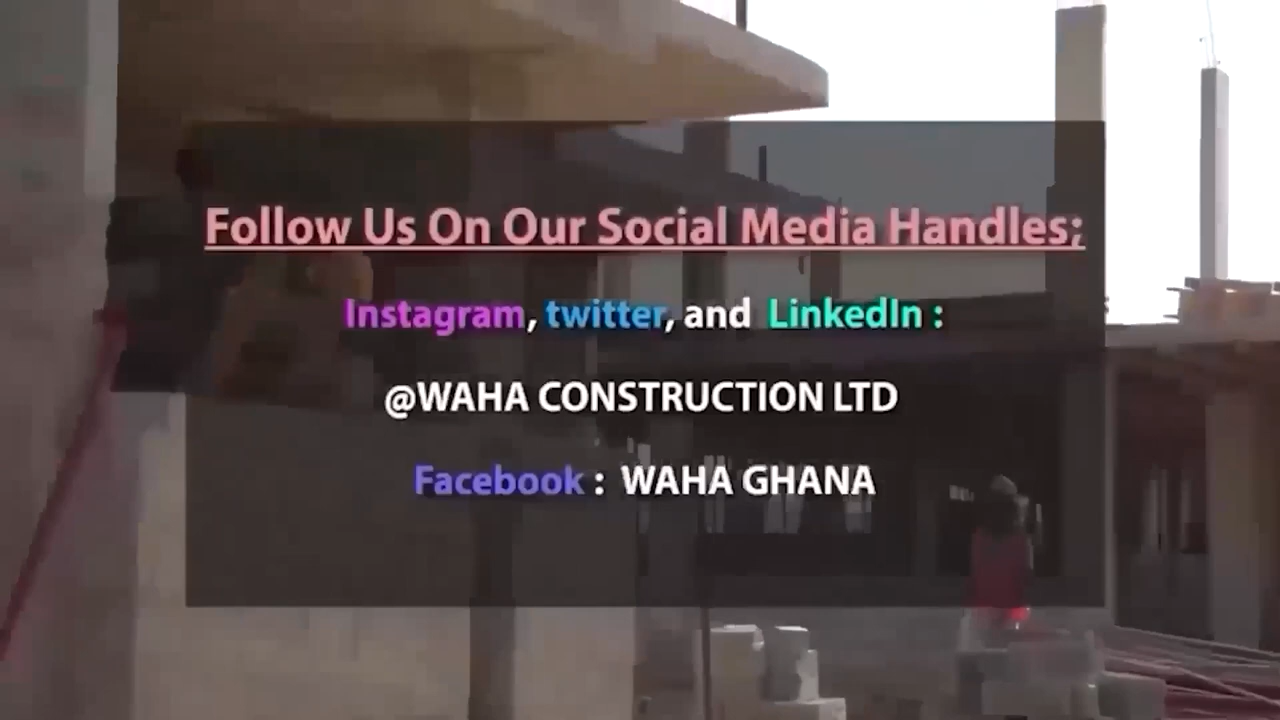 Follow Us On Our Social Media Handles;
Instagram, twitter, and LinkedIn :
@WAHA CONSTRUCTION LTD
Facebook : WAHA GHANA